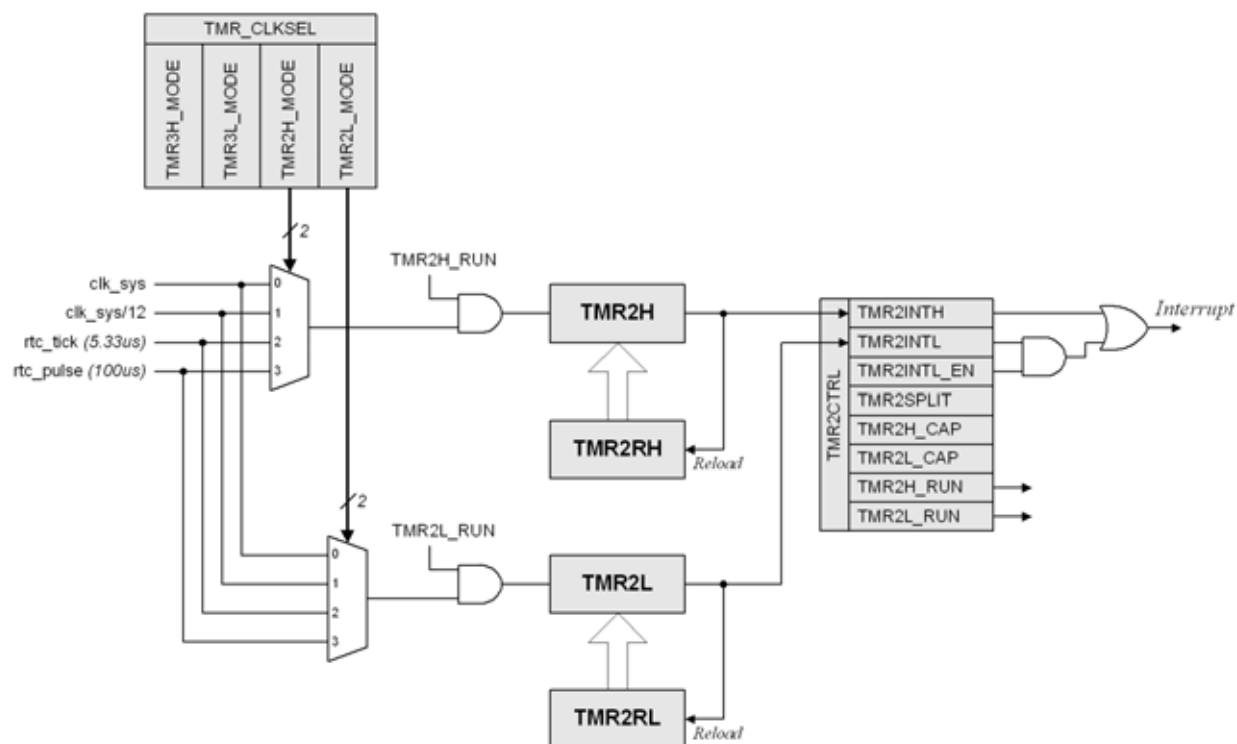 TMR_CLKSEL
TMR3H_MODE
TMR3L_MODE
TMR2H_MODE
TMR2L_MODE
2
clk_sys
clk_sys/12
rtc_tick (5.33us)
rtc_pulse (100us)
0
1
2
3
TMR2H_RUN
TMR2H
TMR2RH
Reload
TMR2CTRL
TMR2INTH
TMR2INTL
TMR2INTL_EN
TMR2SPLIT
TMR2H_CAP
TMR2L_CAP
TMR2H_RUN
TMR2L_RUN
Interrupt
2
0
1
2
3
TMR2L_RUN
TMR2L
TMR2RL
Reload